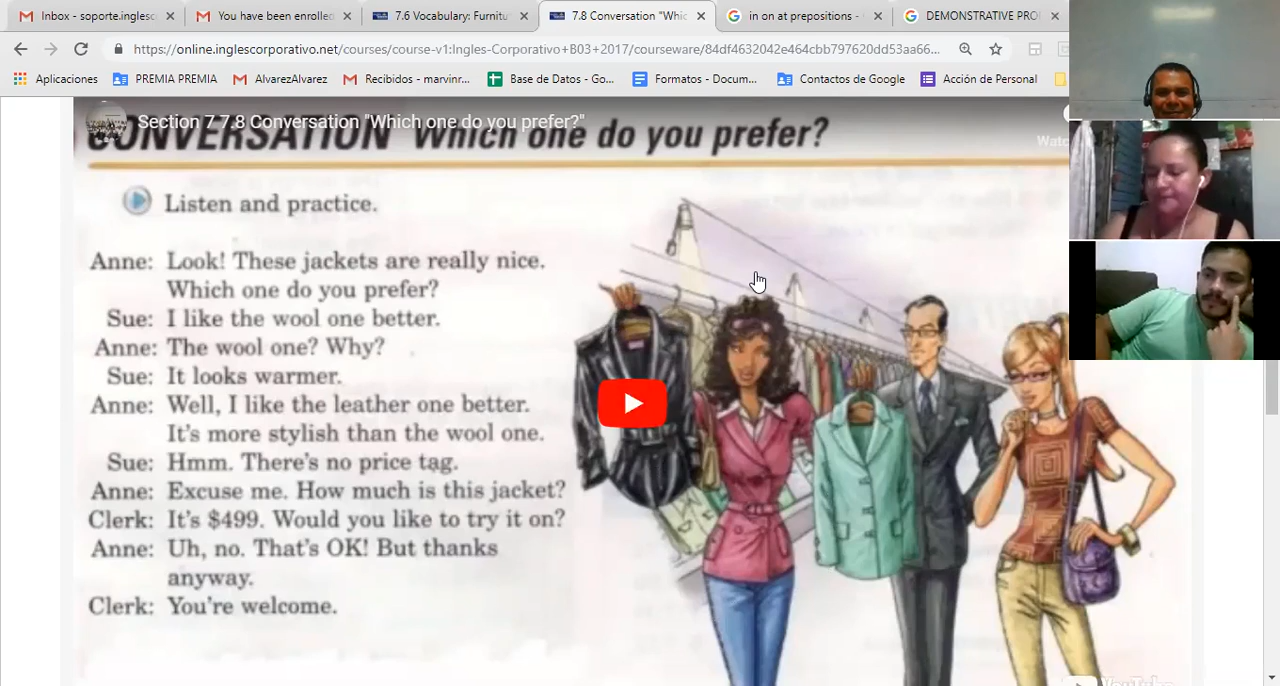 Inbox - soporte.inglesc
You have been enrolled
7.6 Vocabulary: Furnitu
7.8 Conversation "Whic
in on at prepositions -
DEMONSTRATIVE PRO
https://online.inglescorporativo.net/courses/course-v1:Ingles-Corporativo+B03+2017/courseware/84df4632042e464cbb797620dd53aa66...
Aplicaciones
PREMIA PREMIA
AlvarezAlvarez
Recibidos - marvinr...
Base de Datos - Go...
Formatos - Docum...
Contactos de Google
Acción de Personal
Section 7 7.8 Conversation "Which one do you prefer?"
CONVERSATION Which one do you prefer?
Listen and practice.
Anne: Look! These jackets are really nice.
Which one do you prefer?
Sue: I like the wool one better.
Anne: The wool one? Why?
Sue: It looks warmer.
Anne: Well, I like the leather one better.
It's more stylish than the wool one.
Sue: Hmm. There's no price tag.
Anne: Excuse me. How much is this jacket?
Clerk: It's $499. Would you like to try it on?
Anne: Uh, no. That's OK! But thanks
anyway.
Clerk: You're welcome.
YouTube